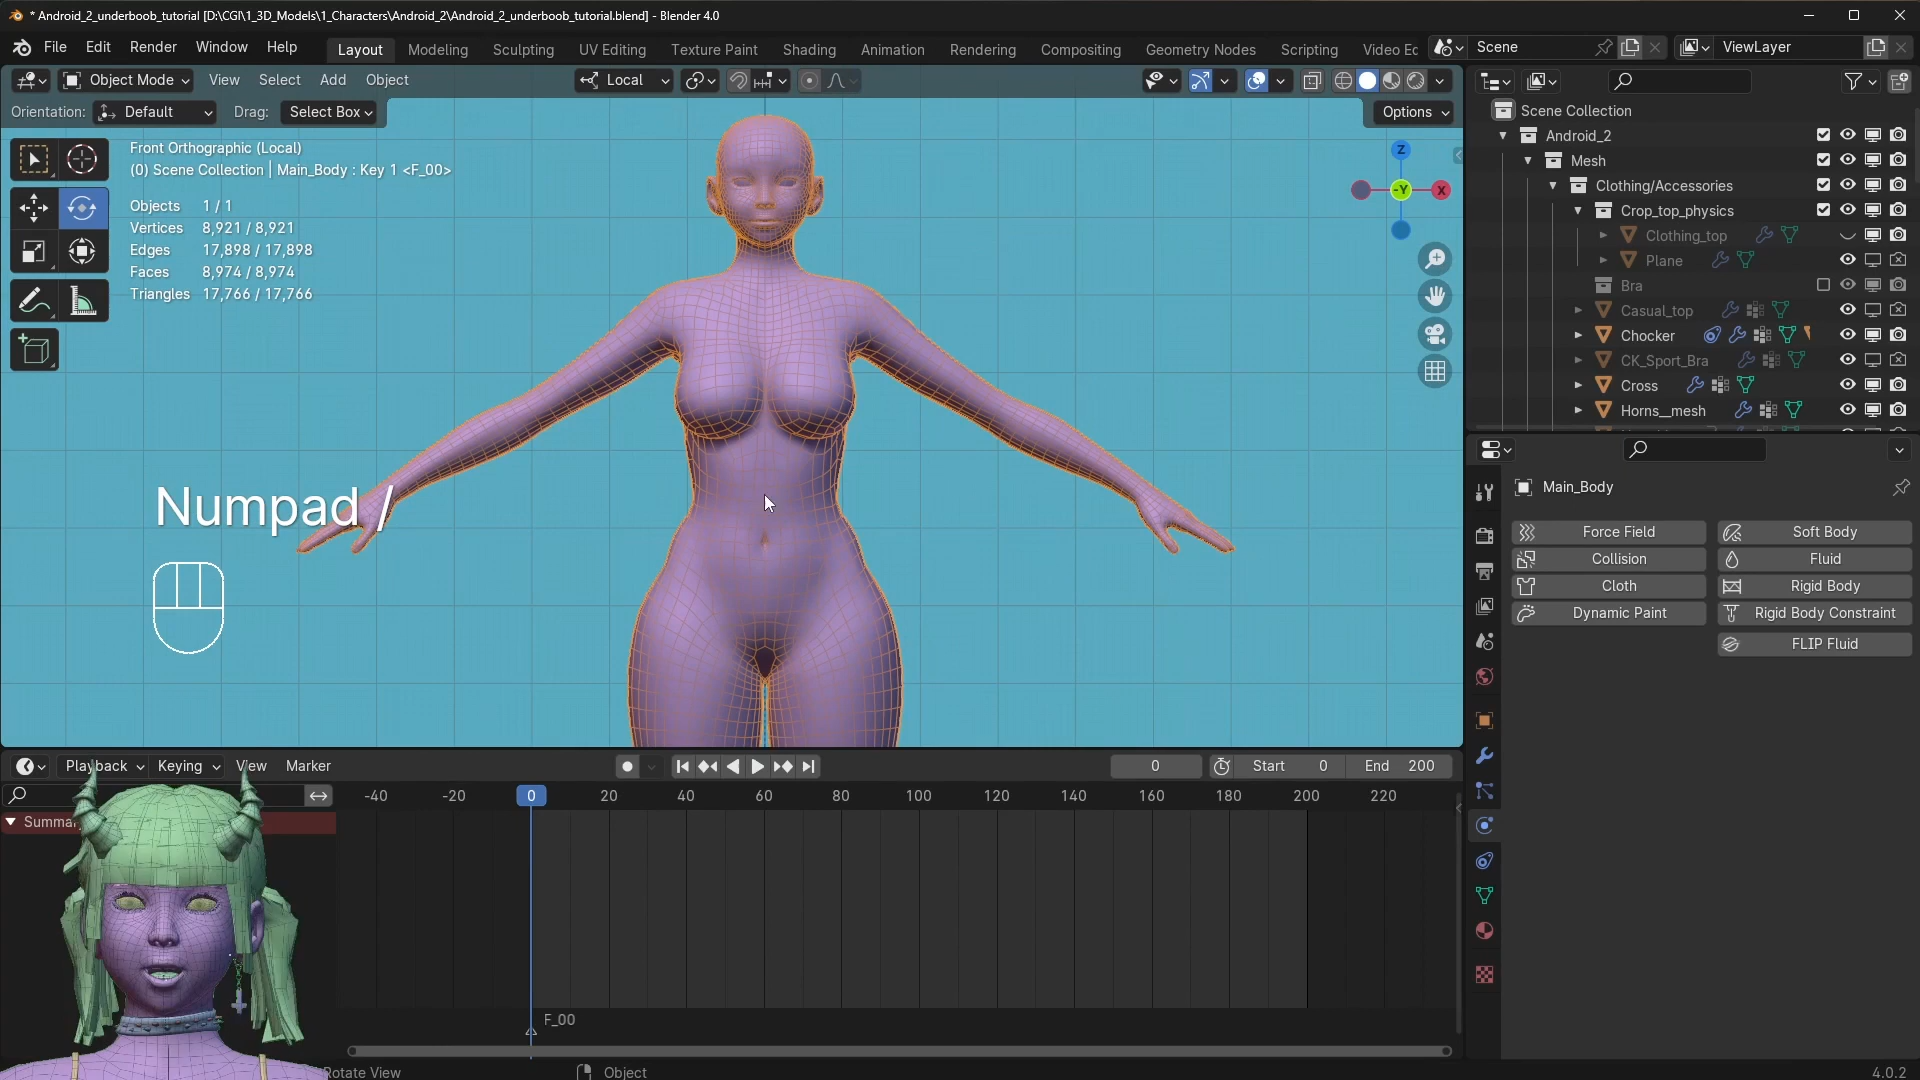 * Android_2_underboob_tutorial [D:\CGI\1_3D_Models\1_Characters\Android_2\Android_2_underboob_tutorial.blend] - Blender 4.0
File Edit Render Window Help Layout Modeling Sculpting UV Editing Texture Paint Shading Animation Rendering Compositing Geometry Nodes Scripting Video Ec Scene ViewLayer
Object Mode View Select Add Object Local
Orientation: Default Drag: Select Box Options
Front Orthographic (Local)
(0) Scene Collection | Main_Body : Key 1 <F_00>
Objects 1 / 1
Vertices 8,921 / 8,921
Edges 17,898 / 17,898
Faces 8,974 / 8,974
Triangles 17,766 / 17,766
Z
-Y
X
Numpad /
Scene Collection
Android_2
Mesh
Clothing/Accessories
Crop_top_physics
Clothing_top
Plane
Bra
Casual_top
Chocker
CK_Sport_Bra
Cross
Horns__mesh
Main_Body
Force Field Soft Body
Collision Fluid
Cloth Rigid Body
Dynamic Paint Rigid Body Constraint
FLIP Fluid
Playback Keying View Marker 0 Start 0 End 200
-40 -20 0 20 40 60 80 100 120 140 160 180 200 220
F_00
Rotate View Object 4.0.2